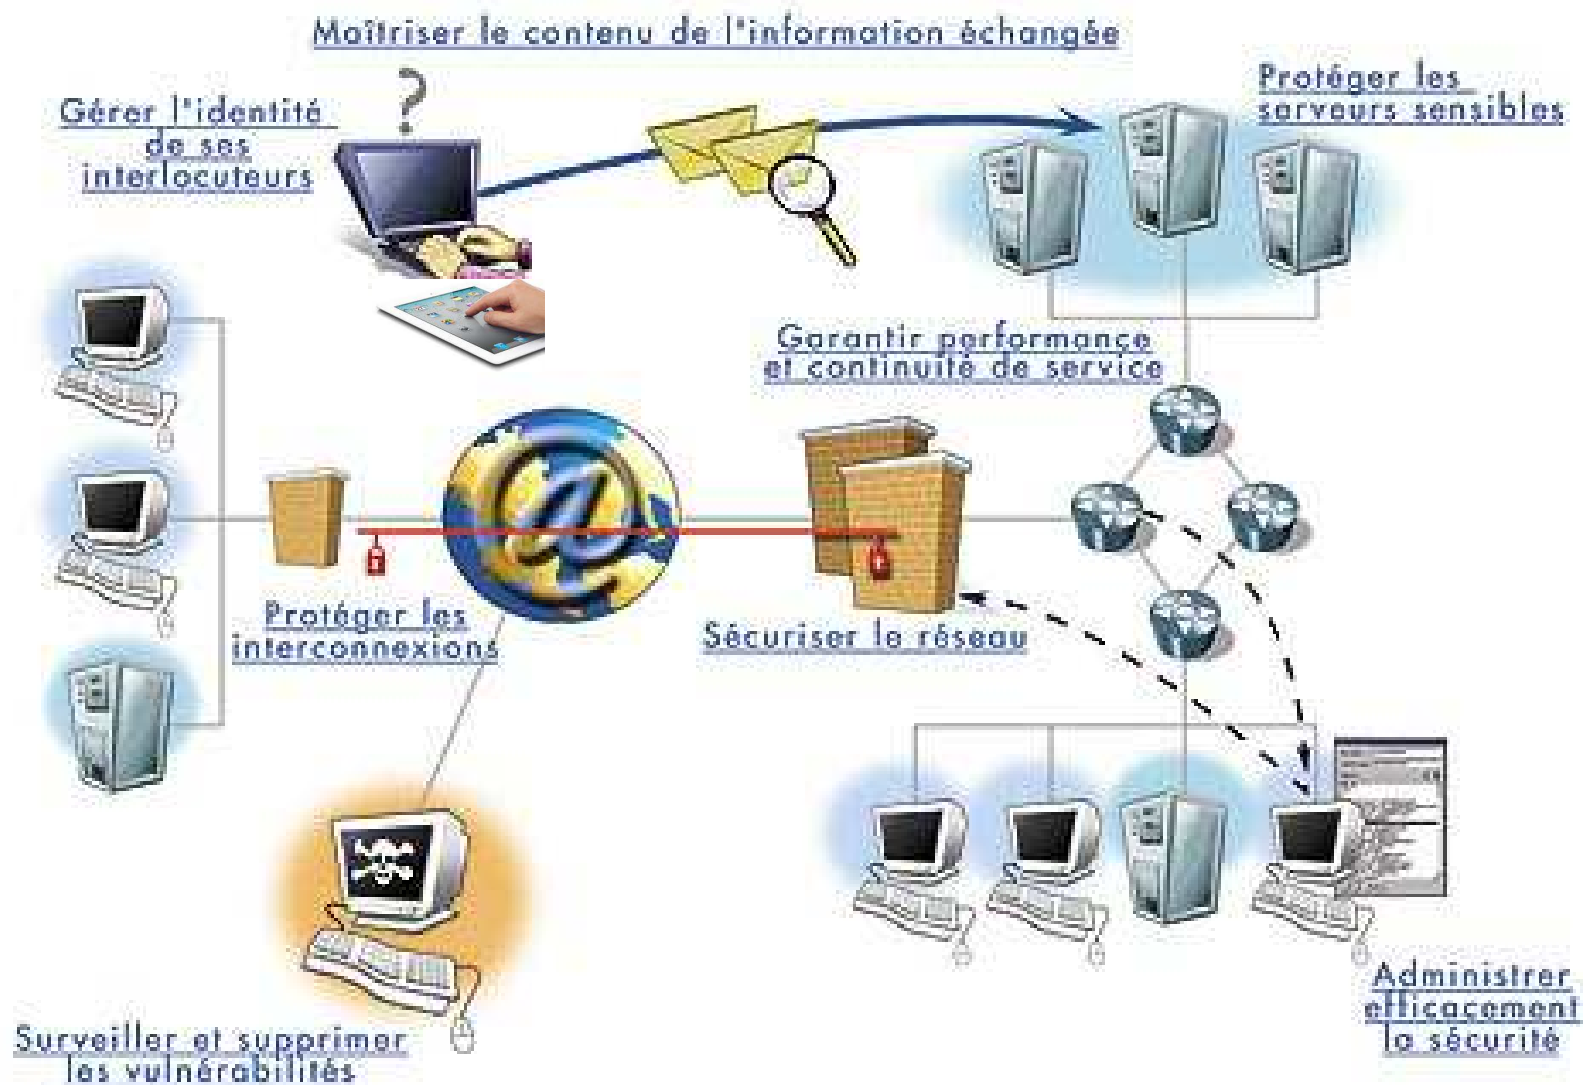 Maîtriser le contenu de l'information échangée
Gérer l'identité
de ses
interlocuteurs
Protéger les
serveurs sensibles
Garantir performance
et continuité de service
Protéger les
interconnexions
Sécuriser le réseau
Surveiller et supprimer
les vulnérabilités
Administrer
efficacement
la sécurité